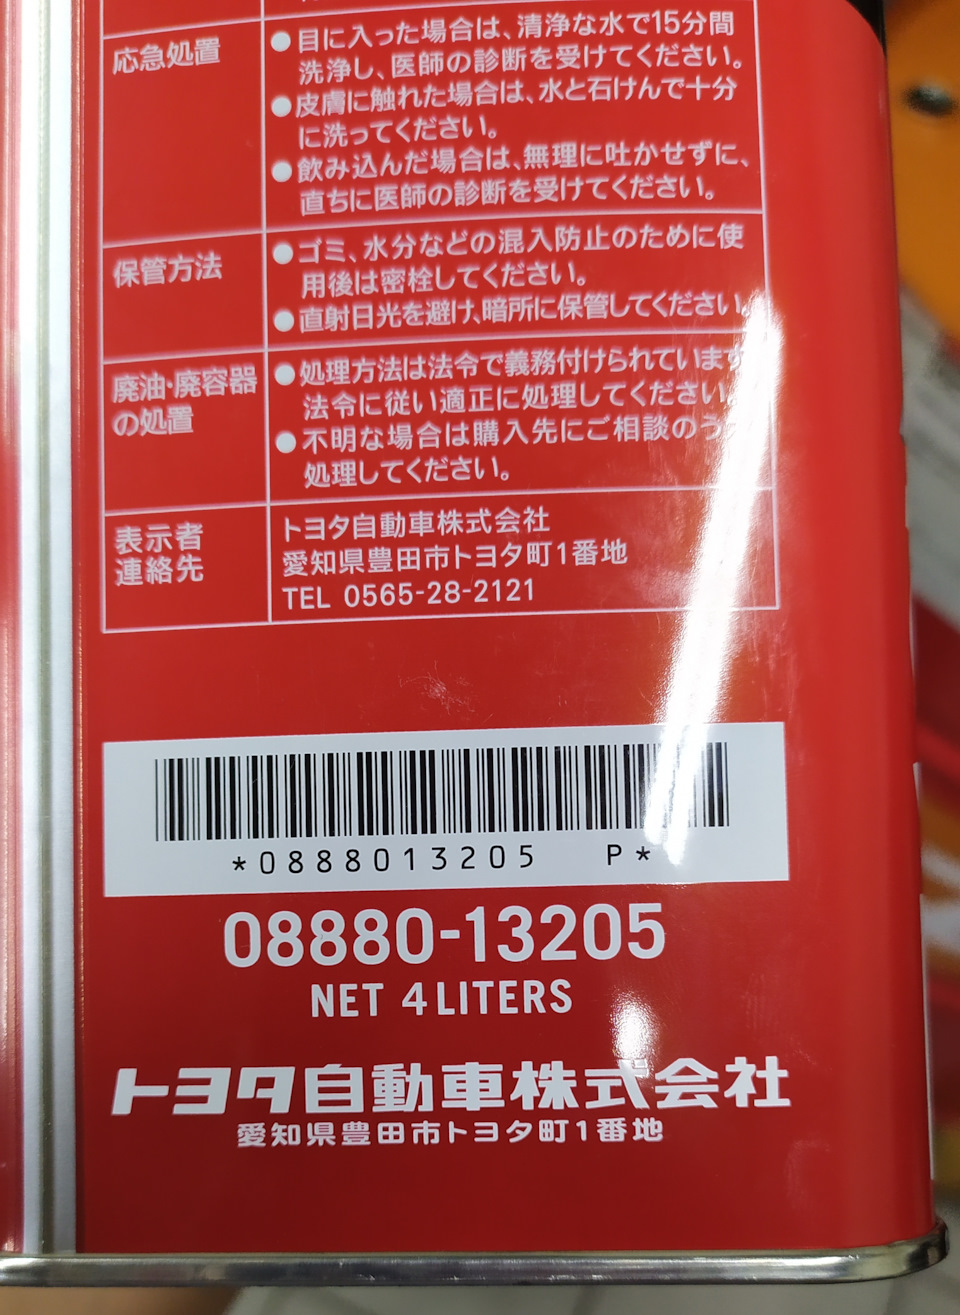 応急処置
●目に入った場合は、清浄な水で15分間
洗浄し、医師の診断を受けてください。
●皮膚に触れた場合は、水と石けんで十分
に洗ってください。
●飲み込んだ場合は、無理に吐かせずに、
直ちに医師の診断を受けてください。
保管方法
●ゴミ、水分などの混入防止のために使
用後は密栓してください。
●直射日光を避け、暗所に保管してください。
廃油・廃容器
の処置
●処理方法は法令で義務付けられています
法令に従い適正に処理してください。
●不明な場合は購入先にご相談のうえ
処理してください。
表示者
連絡先
トヨタ自動車株式会社
愛知県豊田市トヨタ町1番地
TEL 0565-28-2121
*0888013205 P*
08880-13205
NET 4LITERS
トヨタ自動車株式会社
愛知県豊田市トヨタ町1番地